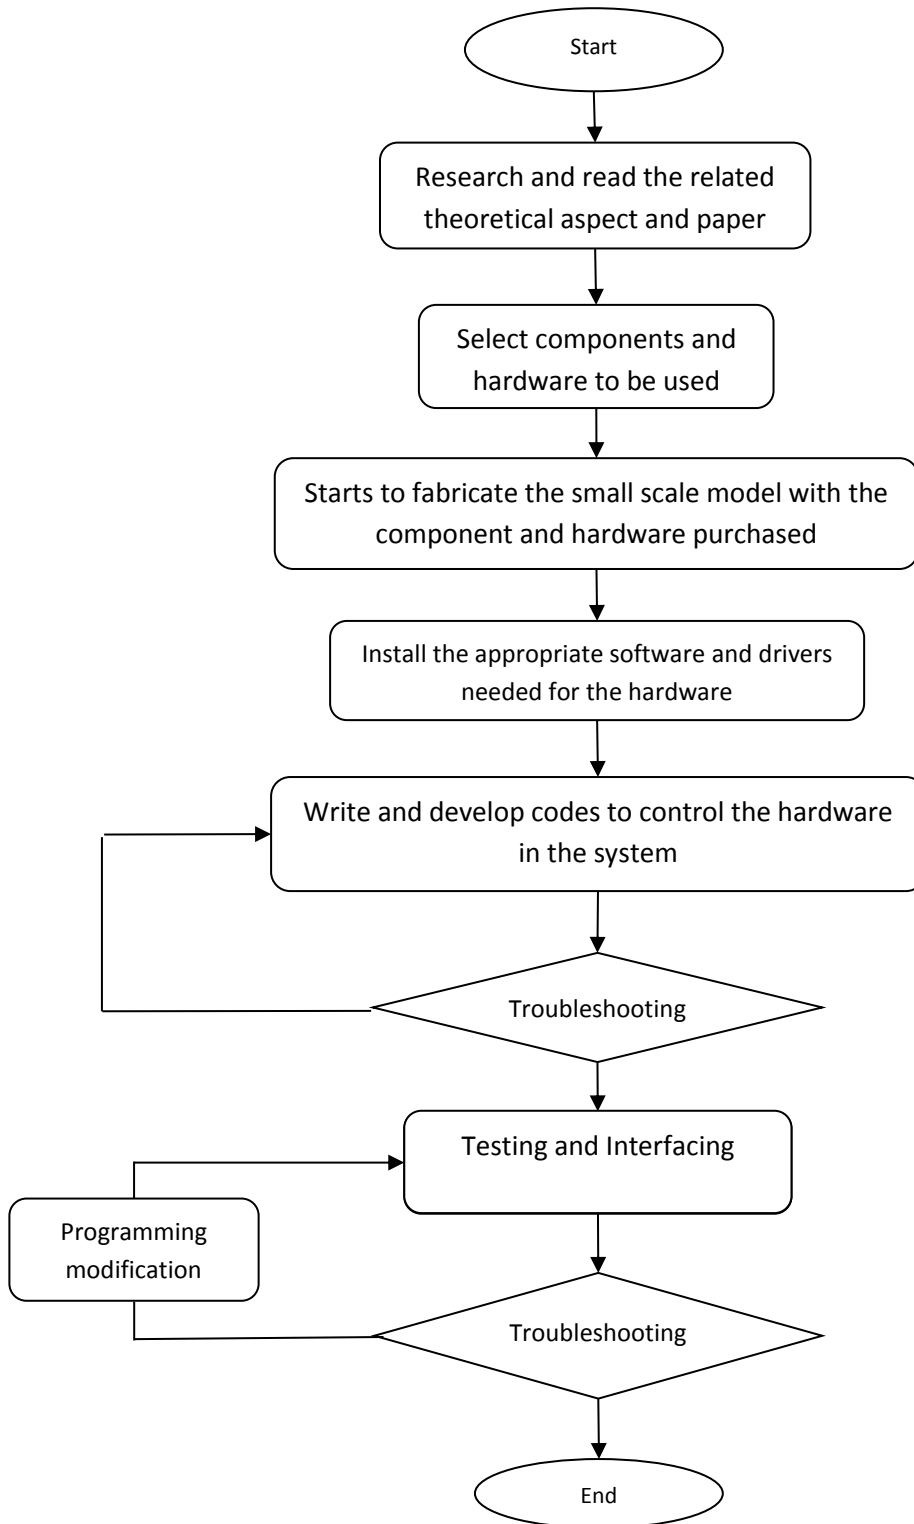 Start
Research and read the related
theoretical aspect and paper
Select components and
hardware to be used
Starts to fabricate the small scale model with the
component and hardware purchased
Install the appropriate software and drivers
needed for the hardware
Write and develop codes to control the hardware
in the system
Troubleshooting
Testing and Interfacing
Programming
modification
Troubleshooting
End